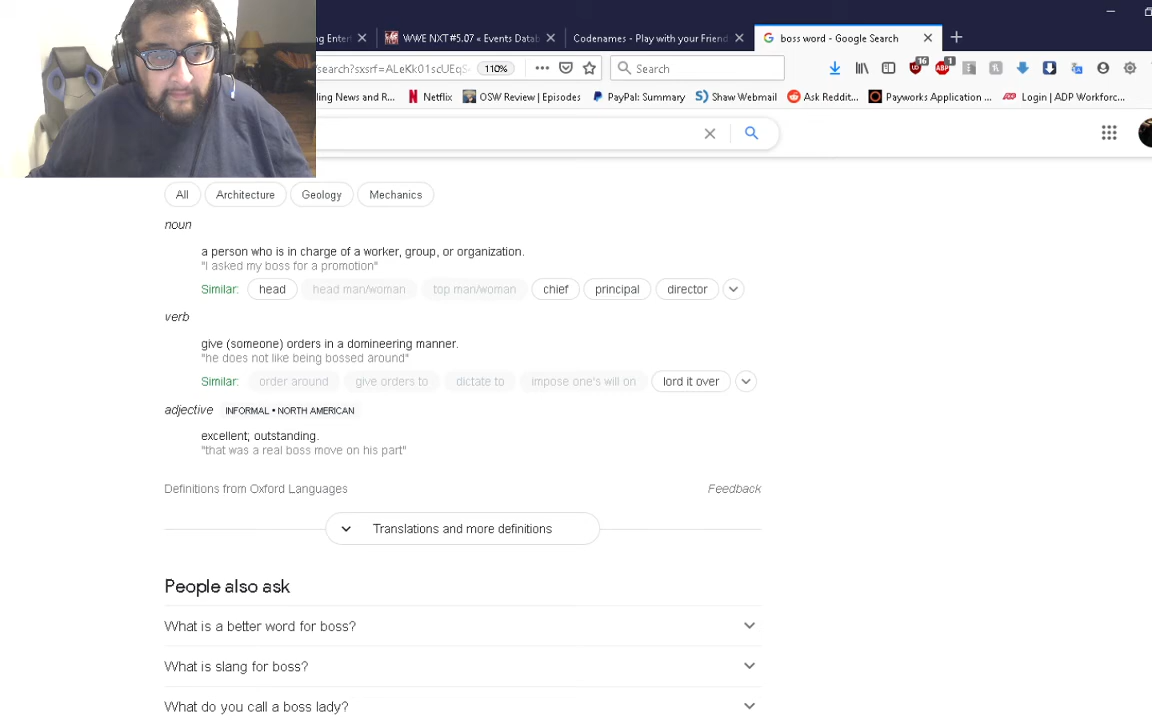 ng Entert
WWE NXT #5.07 « Events Datab
Codenames - Play with your Friend
boss word - Google Search
?search?sxsrf=ALeKk01scUEqS
110%
Search
16
1
ling News and R...
Netflix
OSW Review | Episodes
PayPal: Summary
Shaw Webmail
Ask Reddit...
Payworks Application ...
Login | ADP Workforc...
All
Architecture
Geology
Mechanics
noun
a person who is in charge of a worker, group, or organization.
"I asked my boss for a promotion"
Similar: head head man/woman top man/woman chief principal director
verb
give (someone) orders in a domineering manner.
"he does not like being bossed around"
Similar: order around give orders to dictate to impose one's will on lord it over
adjective INFORMAL • NORTH AMERICAN
excellent; outstanding.
"that was a real boss move on his part"
Definitions from Oxford Languages
Feedback
Translations and more definitions
People also ask
What is a better word for boss?
What is slang for boss?
What do you call a boss lady?